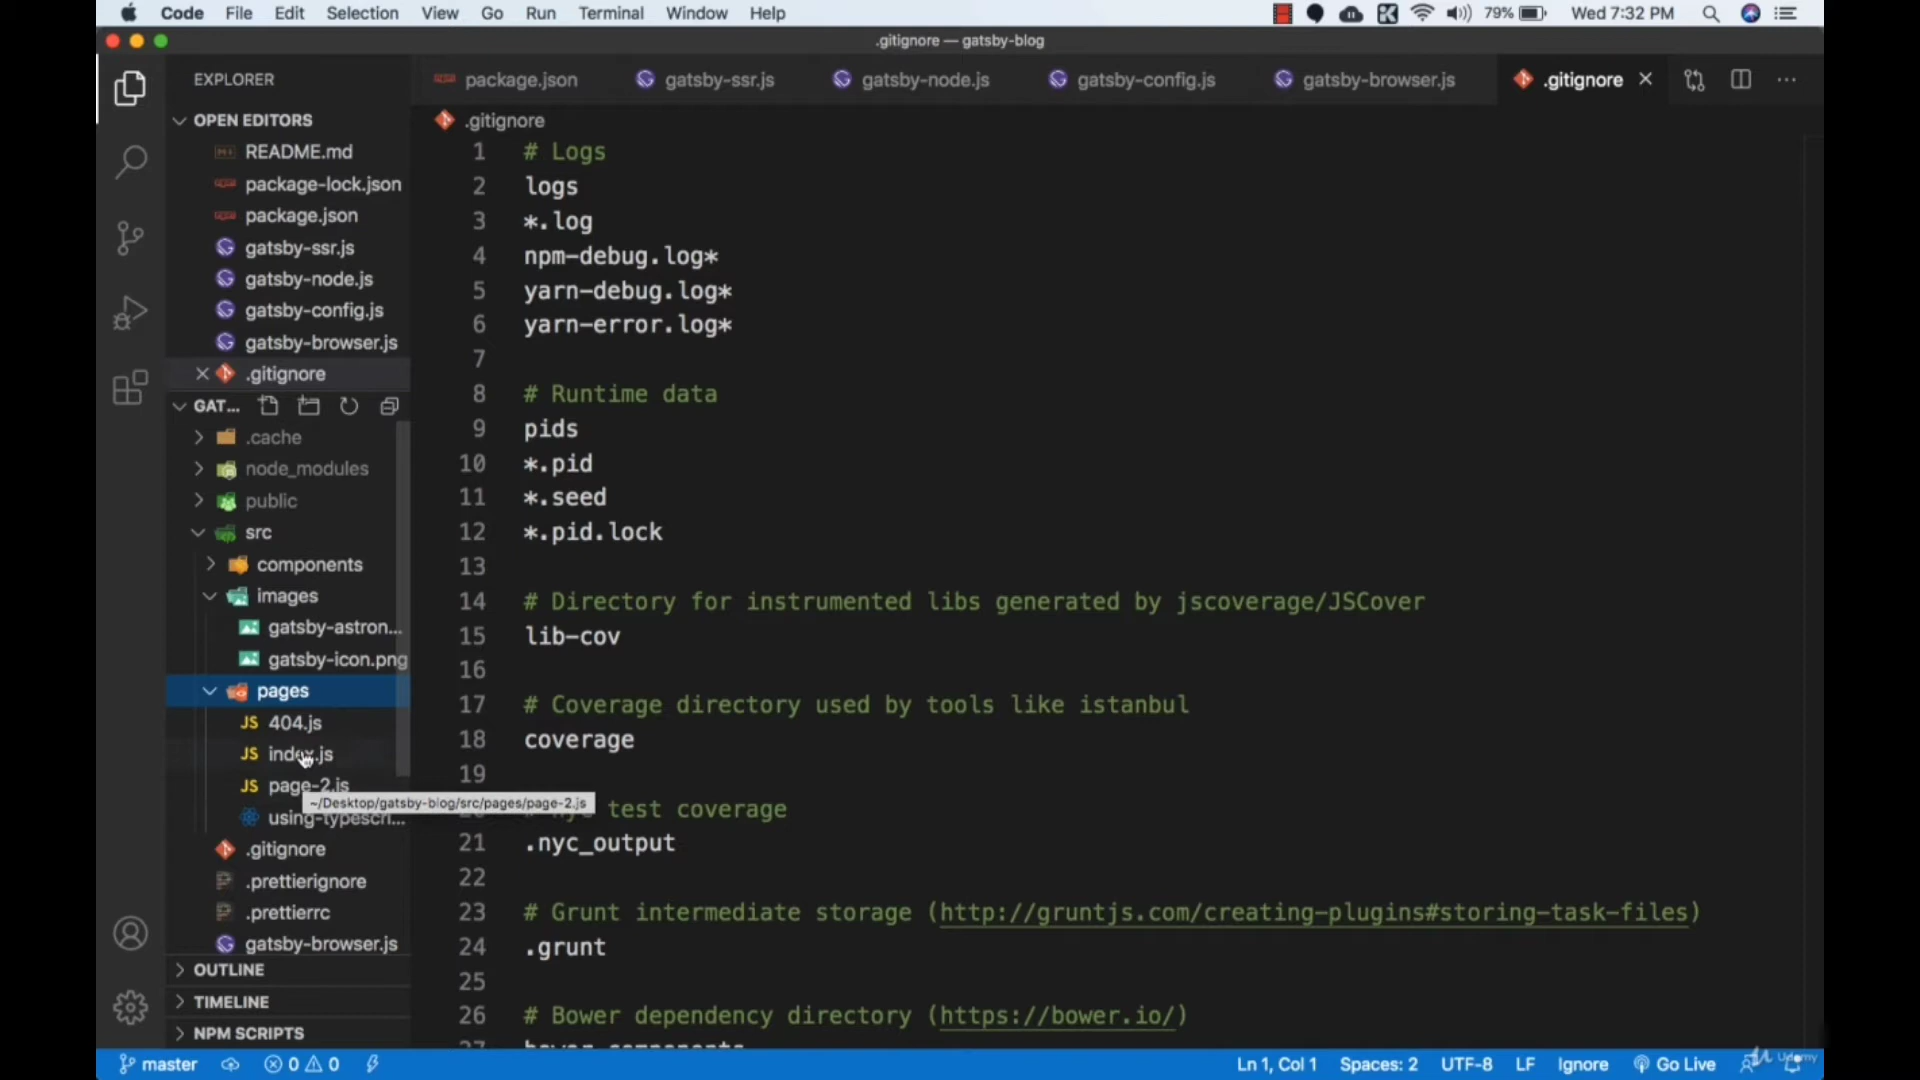 Code File Edit Selection View Go Run Terminal Window Help 79% Wed 7:32 PM
.gitignore — gatsby-blog
EXPLORER
package.json gatsby-ssr.js gatsby-node.js gatsby-config.js gatsby-browser.js .gitignore
OPEN EDITORS
README.md
package-lock.json
package.json
gatsby-ssr.js
gatsby-node.js
gatsby-config.js
gatsby-browser.js
.gitignore
GAT...
.cache
node_modules
public
src
components
images
gatsby-astron...
gatsby-icon.png
pages
JS 404.js
JS index.js
JS page-2.js
~/Desktop/gatsby-blog/src/pages/page-2.js
using-typescri...
.gitignore
.prettierignore
.prettierrc
gatsby-browser.js
OUTLINE
TIMELINE
NPM SCRIPTS
.gitignore
1 # Logs
2 logs
3 *.log
4 npm-debug.log*
5 yarn-debug.log*
6 yarn-error.log*
7
8 # Runtime data
9 pids
10 *.pid
11 *.seed
12 *.pid.lock
13
14 # Directory for instrumented libs generated by jscoverage/JSCover
15 lib-cov
16
17 # Coverage directory used by tools like istanbul
18 coverage
19
test coverage
21 .nyc_output
22
23 # Grunt intermediate storage (http://gruntjs.com/creating-plugins#storing-task-files)
24 .grunt
25
26 # Bower dependency directory (https://bower.io/)
27 bower_components
master 0 0 Ln 1, Col 1 Spaces: 2 UTF-8 LF Ignore Go Live
Udemy